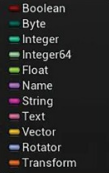 Boolean
Byte
Integer
Integer64
Float
Name
String
Text
Vector
Rotator
Transform